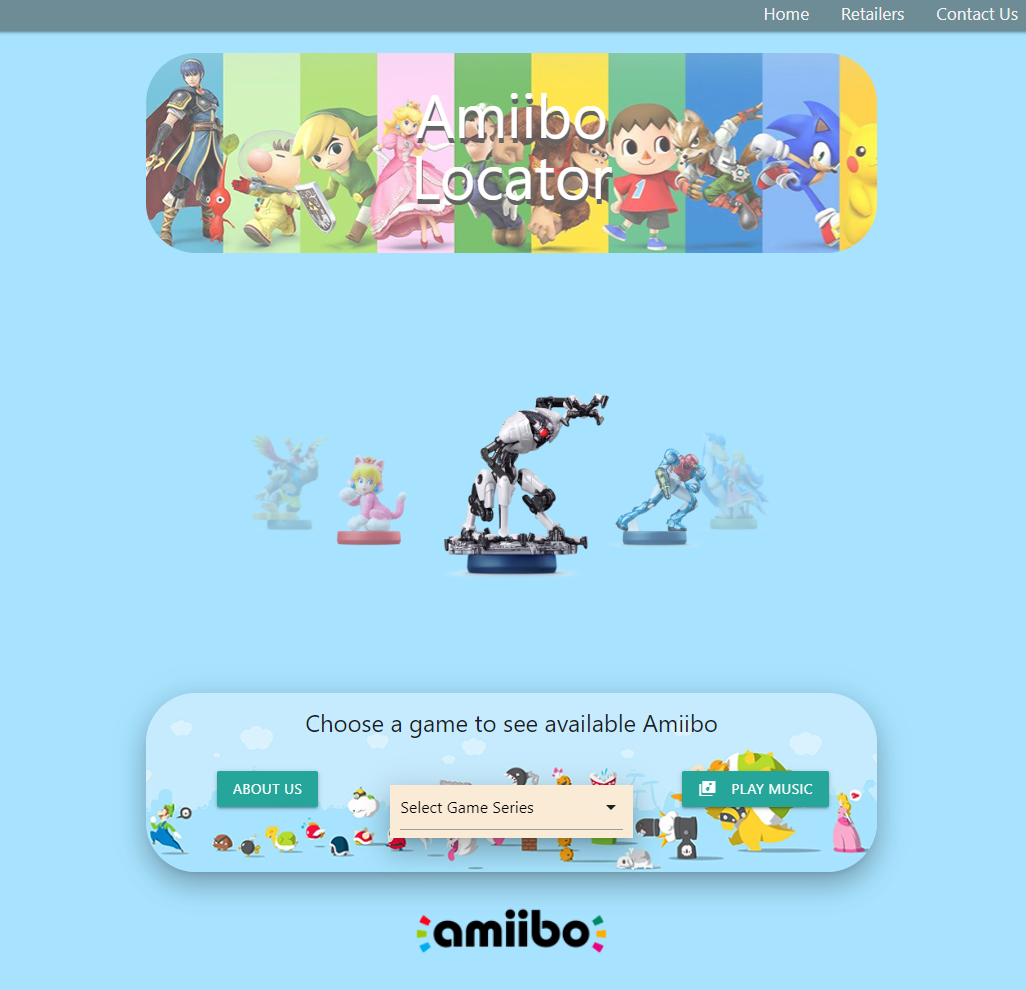 Home Retailers Contact Us
Amiibo
Locator
Choose a game to see available Amiibo
ABOUT US
Select Game Series
PLAY MUSIC
amiibo